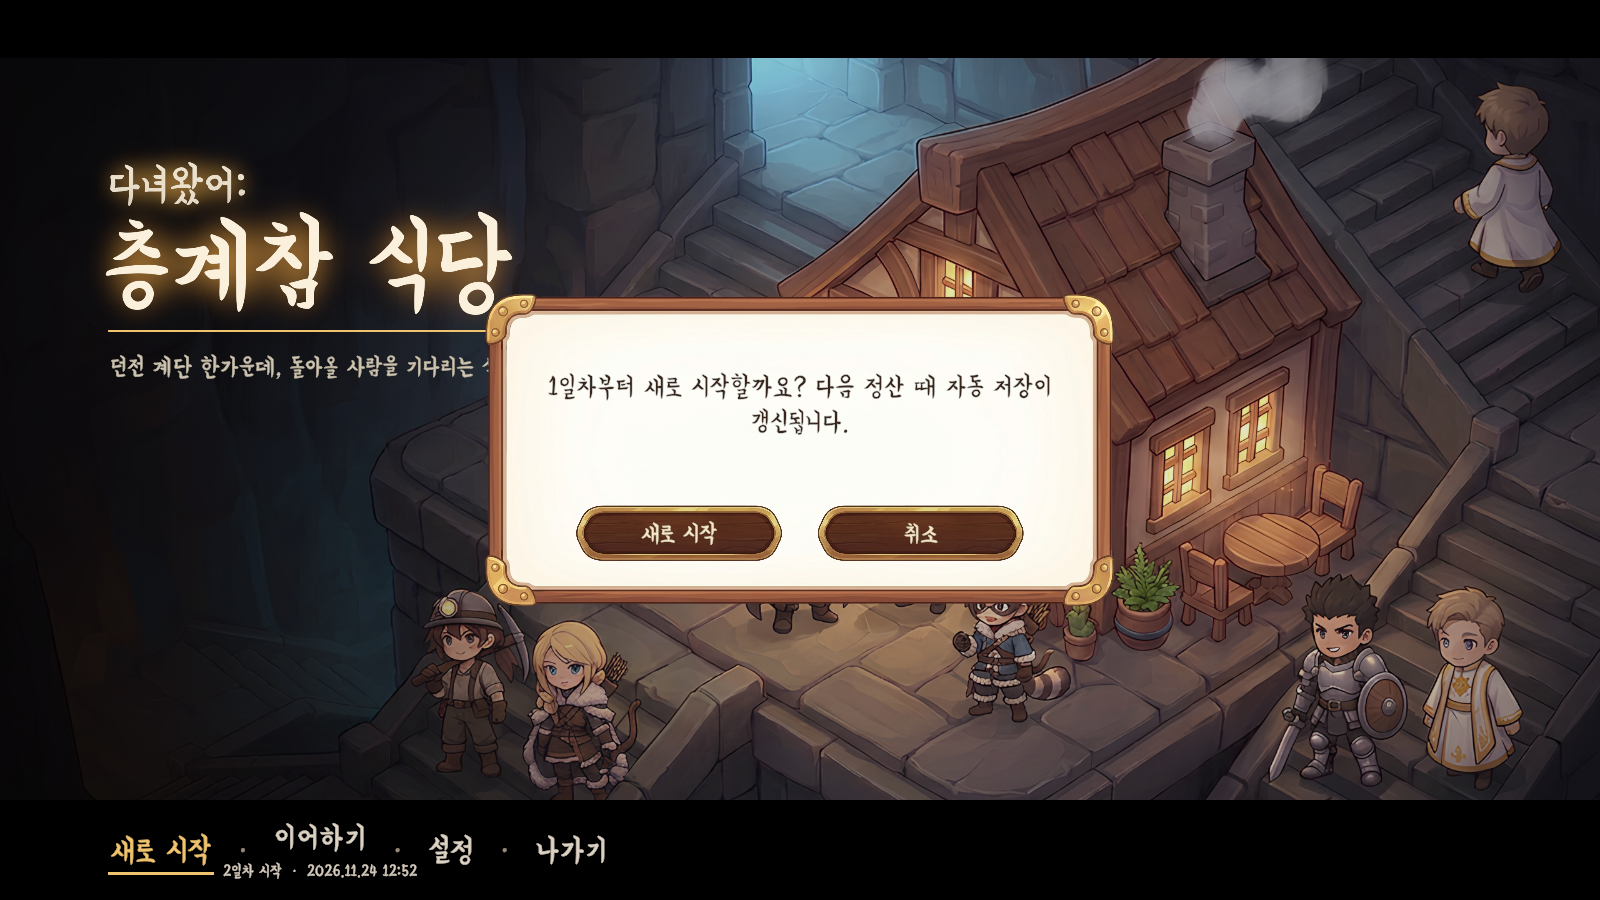 다녀왔어:
층계참 식당
던전 계단 한가운데, 돌아올 사람을 기다리는
1일차부터 새로 시작할까요? 다음 정산 때 자동 저장이
갱신됩니다.
새로 시작
취소
새로 시작 · 이어하기 · 설정 · 나가기
2일차 시작 · 2026.11.24 12:52